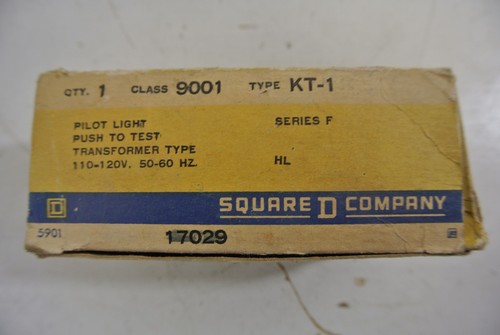 QTY. 1 CLASS 9001 TYPE KT-1
PILOT LIGHT SERIES F
PUSH TO TEST
TRANSFORMER TYPE
110-120V. 50-60 HZ. HL
D SQUARE D COMPANY
5901 17029